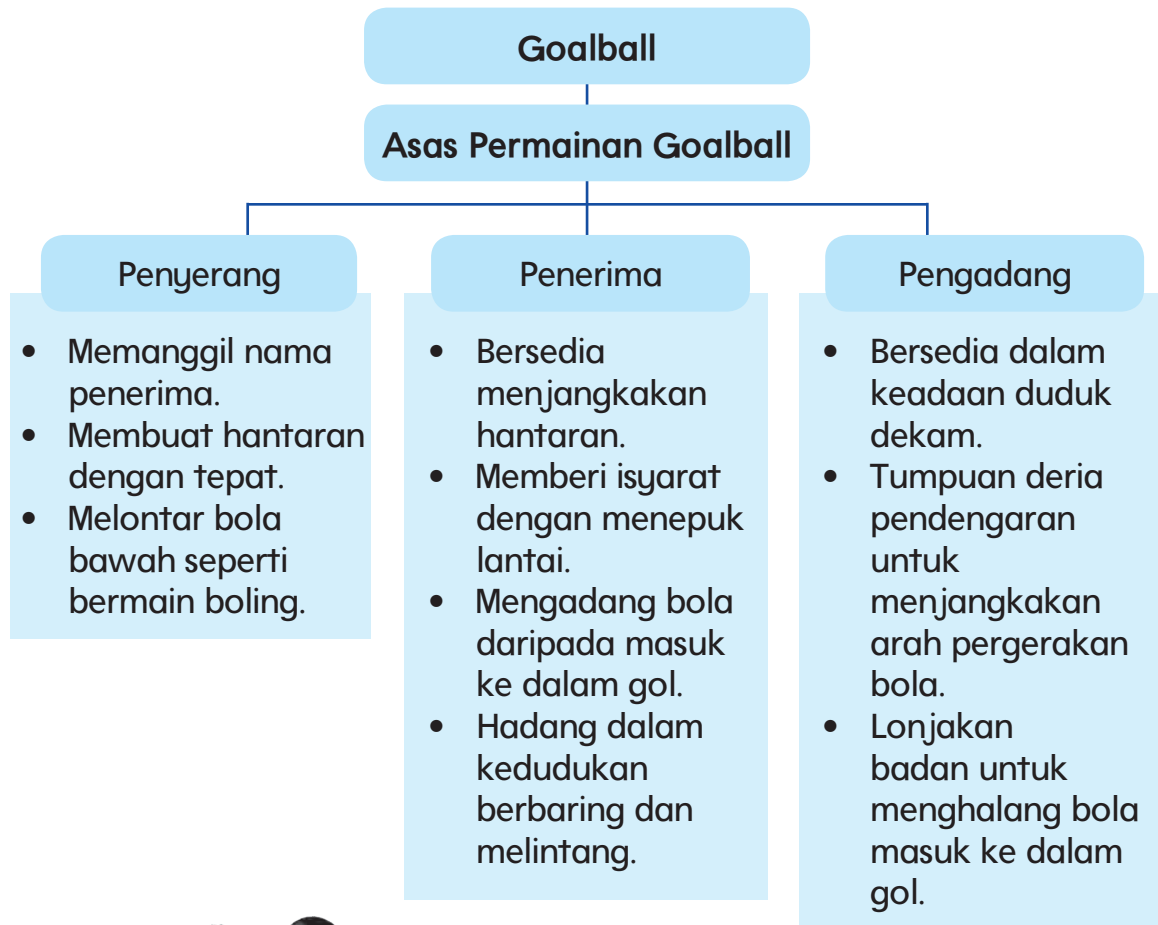 Goalball
Asas Permainan Goalball
Penyerang
• Memanggil nama
penerima.
• Membuat hantaran
dengan tepat.
• Melontar bola
bawah seperti
bermain boling.
Penerima
• Bersedia
menjangkakan
hantaran.
• Memberi isyarat
dengan menepuk
lantai.
• Mengadang bola
daripada masuk
ke dalam gol.
• Hadang dalam
kedudukan
berbaring dan
melintang.
Pengadang
• Bersedia dalam
keadaan duduk
dekam.
• Tumpuan deria
pendengaran
untuk
menjangkakan
arah pergerakan
bola.
• Lonjakan
badan untuk
menghalang bola
masuk ke dalam
gol.